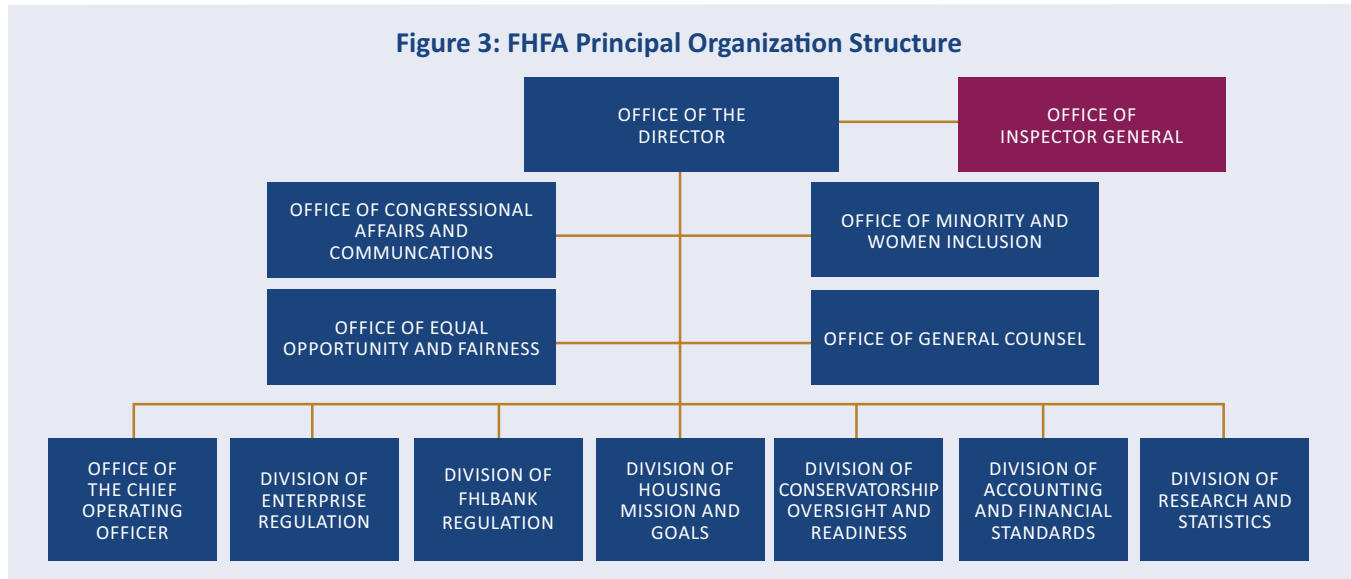 Figure 3: FHFA Principal Organization Structure
OFFICE OF THE
DIRECTOR
OFFICE OF
INSPECTOR GENERAL
OFFICE OF CONGRESSIONAL
AFFAIRS AND
COMMUNCATIONS
OFFICE OF MINORITY AND
WOMEN INCLUSION
OFFICE OF EQUAL
OPPORTUNITY AND FAIRNESS
OFFICE OF GENERAL COUNSEL
OFFICE OF
THE CHIEF
OPERATING
OFFICER
DIVISION OF
ENTERPRISE
REGULATION
DIVISION OF
FHLBANK
REGULATION
DIVISION OF
HOUSING
MISSION AND
GOALS
DIVISION OF
CONSERVATORSHIP
OVERSIGHT AND
READINESS
DIVISION OF
ACCOUNTING
AND FINANCIAL
STANDARDS
DIVISION OF
RESEARCH AND
STATISTICS